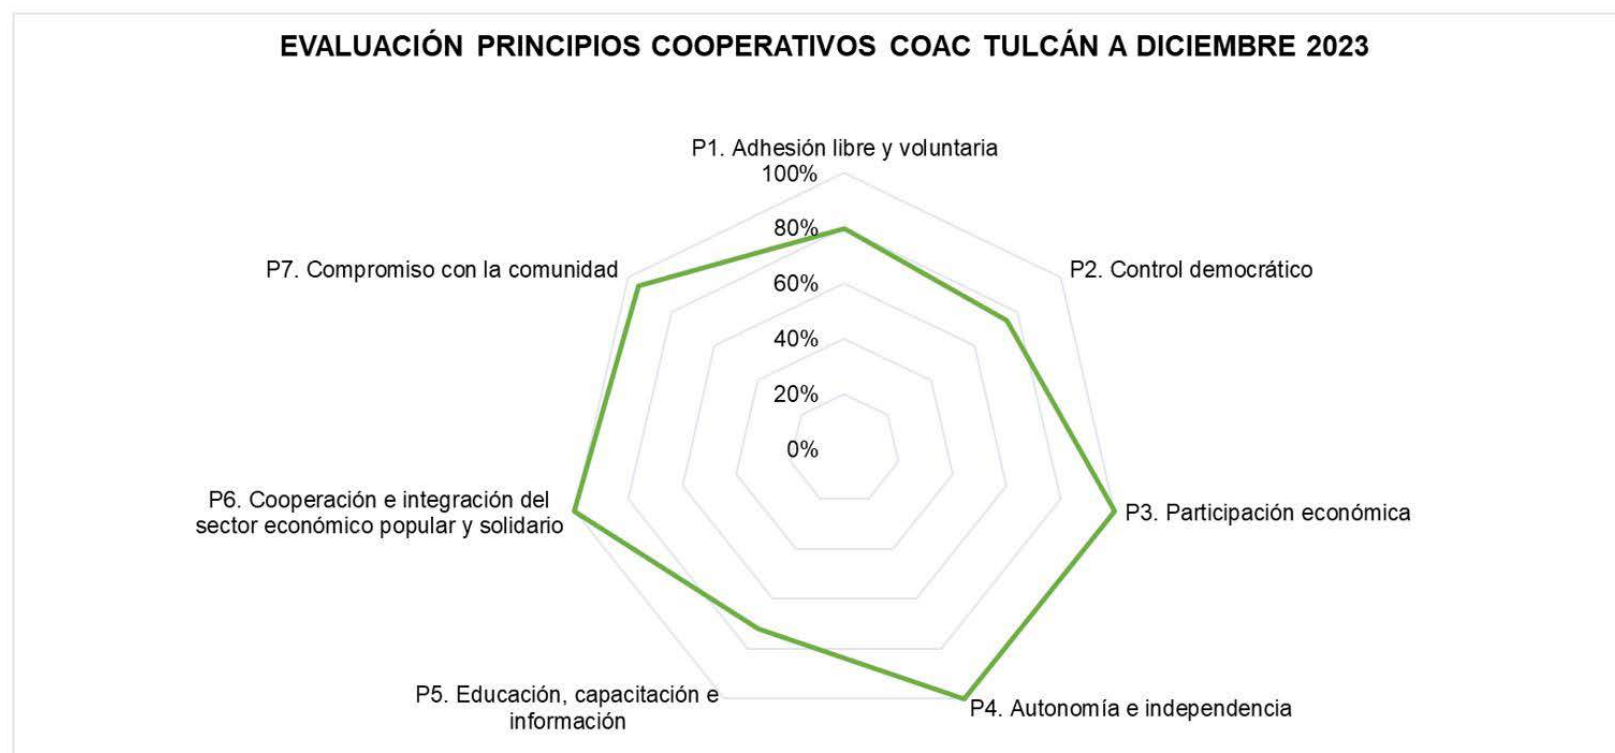 EVALUACIÓN PRINCIPIOS COOPERATIVOS COAC TULCÁN A DICIEMBRE 2023
P1. Adhesión libre y voluntaria
100%
80%
60%
40%
20%
0%
P2. Control democrático
P3. Participación económica
P4. Autonomía e independencia
P5. Educación, capacitación e
información
P6. Cooperación e integración del
sector económico popular y solidario
P7. Compromiso con la comunidad